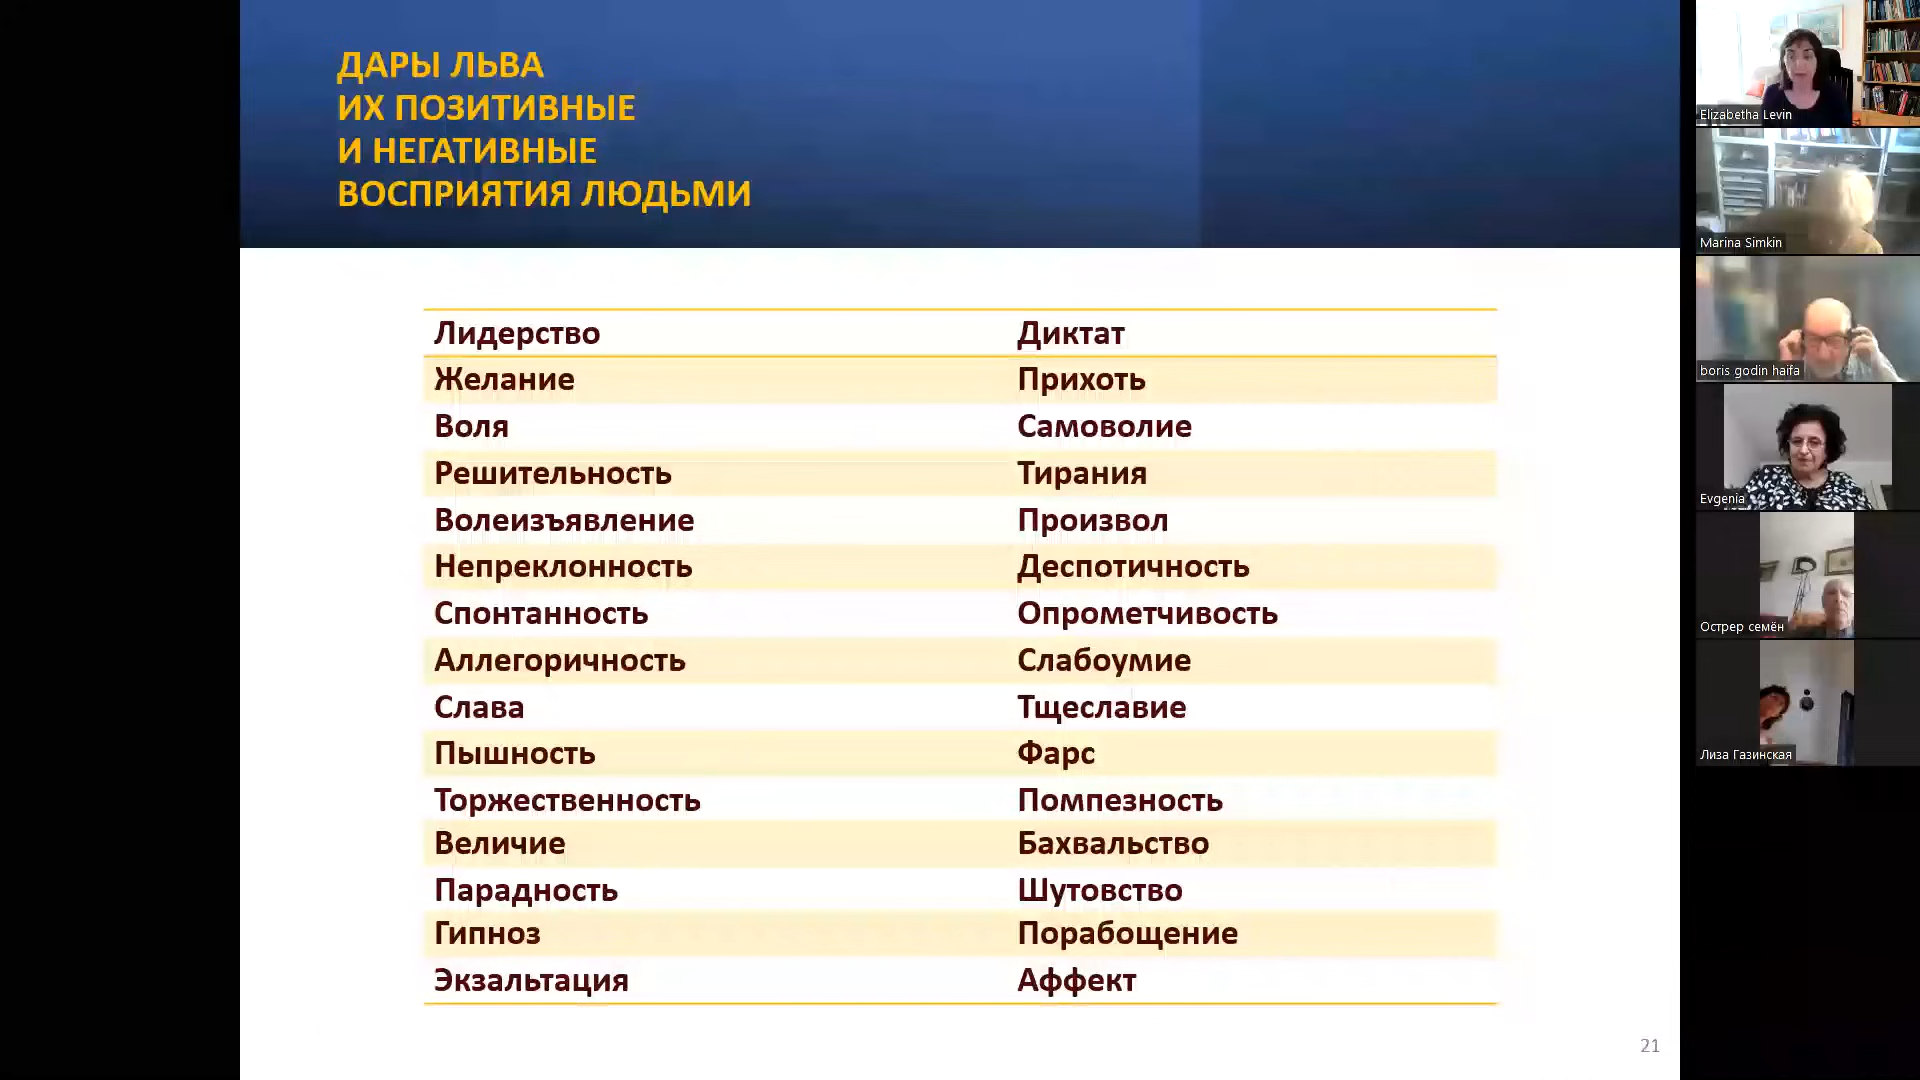 ДАРЫ ЛЬВА
ИХ ПОЗИТИВНЫЕ
И НЕГАТИВНЫЕ
ВОСПРИЯТИЯ ЛЮДЬМИ
Лидерство Диктат
Желание Прихоть
Воля Самоволие
Решительность Тирания
Волеизъявление Произвол
Непреклонность Деспотичность
Спонтанность Опрометчивость
Аллегоричность Слабоумие
Слава Тщеславие
Пышность Фарс
Торжественность Помпезность
Величие Бахвальство
Парадность Шутовство
Гипноз Порабощение
Экзальтация Аффект
21
Elizabetha Levin
Marina Simkin
boris godin haifa
Evgenia
Острер семён
Лиза Газинская